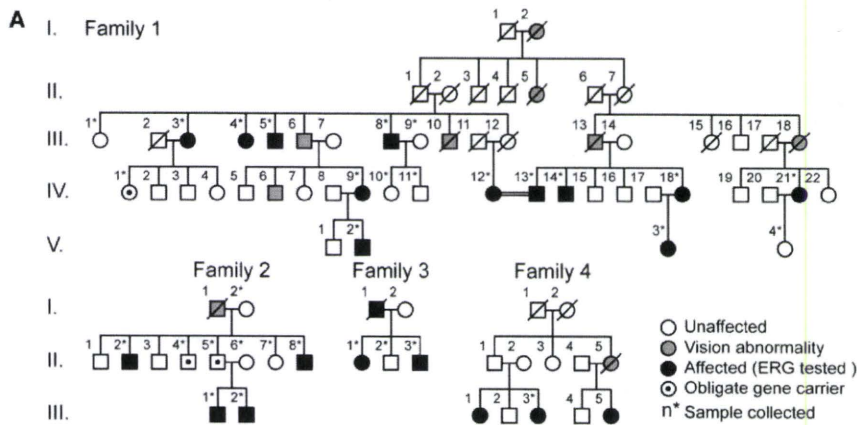 A
I. Family 1
1 2
II.
1 2 3 4 5 6 7
III.
1* 2 3* 4* 5* 6 7 8* 9* 10 11 12 13 14 15 16 17 18
IV.
1* 2 3 4 5 6 7 8 9* 10* 11* 12* 13* 14* 15 16 17 18* 19 20 21* 22
V.
1 2* 3* 4*
Family 2 Family 3 Family 4
I.
1 2* 1 2 1 2
II.
1 2* 3 4* 5* 6* 7 8* 1* 2 3* 1 2 3 4 5
III.
1* 2* 1 2 3* 4 5
Unaffected
Vision abnormality
Affected (ERG tested )
Obligate gene carrier
n* Sample collected